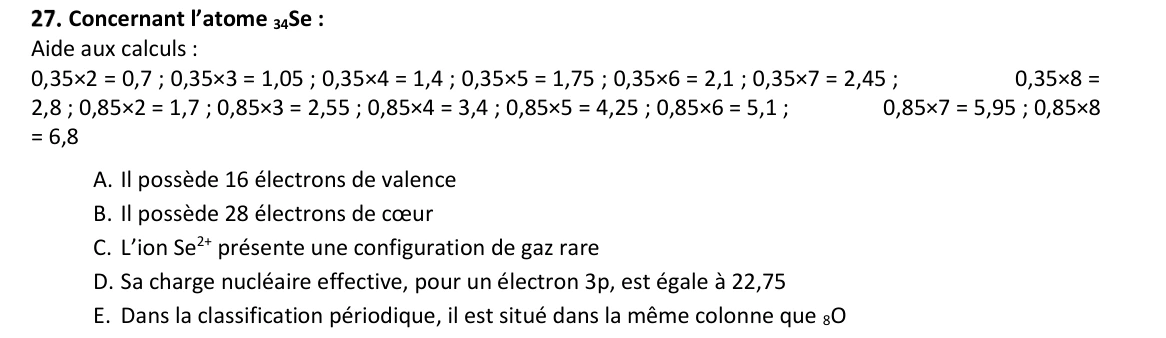 27. Concernant l’atome ₃₄Se :
Aide aux calculs :
0,35×2 = 0,7 ; 0,35×3 = 1,05 ; 0,35×4 = 1,4 ; 0,35×5 = 1,75 ; 0,35×6 = 2,1 ; 0,35×7 = 2,45 ; 0,35×8 =
2,8 ; 0,85×2 = 1,7 ; 0,85×3 = 2,55 ; 0,85×4 = 3,4 ; 0,85×5 = 4,25 ; 0,85×6 = 5,1 ; 0,85×7 = 5,95 ; 0,85×8
= 6,8
A. Il possède 16 électrons de valence
B. Il possède 28 électrons de cœur
C. L’ion Se²⁺ présente une configuration de gaz rare
D. Sa charge nucléaire effective, pour un électron 3p, est égale à 22,75
E. Dans la classification périodique, il est situé dans la même colonne que ₈O